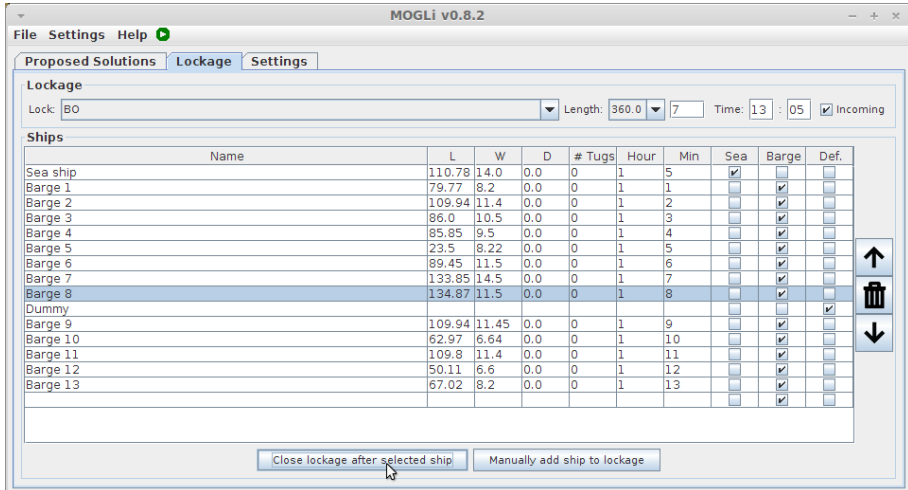 MOGLi v0.8.2
File Settings Help
Proposed Solutions Lockage Settings
Lockage
Lock: BO Length: 360.0 7 Time: 13 : 05 Incoming
Ships
Name L W D # Tugs Hour Min Sea Barge Def.
Sea ship 110.78 14.0 0.0 0 1 5
Barge 1 79.77 8.2 0.0 0 1 1
Barge 2 109.94 11.4 0.0 0 1 2
Barge 3 86.0 10.5 0.0 0 1 3
Barge 4 85.85 9.5 0.0 0 1 4
Barge 5 23.5 8.22 0.0 0 1 5
Barge 6 89.45 11.5 0.0 0 1 6
Barge 7 133.85 14.5 0.0 0 1 7
Barge 8 134.87 11.5 0.0 0 1 8
Dummy
Barge 9 109.94 11.45 0.0 0 1 9
Barge 10 62.97 6.64 0.0 0 1 10
Barge 11 109.8 11.4 0.0 0 1 11
Barge 12 50.11 6.6 0.0 0 1 12
Barge 13 67.02 8.2 0.0 0 1 13
Close lockage after selected ship Manually add ship to lockage